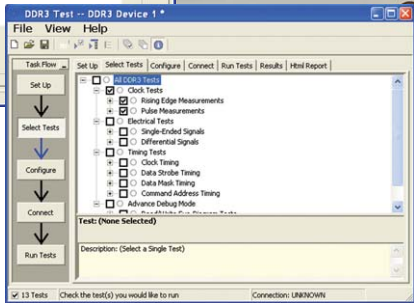 DDR3 Test -- DDR3 Device 1 *
File View Help
Task Flow
Set Up Select Tests Configure Connect Run Tests Results Html Report
Set Up
Select Tests
Configure
Connect
Run Tests
All DDR3 Tests
Clock Tests
Rising Edge Measurements
Pulse Measurements
Electrical Tests
Single-Ended Signals
Differential Signals
Timing Tests
Clock Timing
Data Strobe Timing
Data Mask Timing
Command Address Timing
Advance Debug Mode
Test: (None Selected)
Description: (Select a Single Test)
13 Tests Check the test(s) you would like to run Connection: UNKNOWN